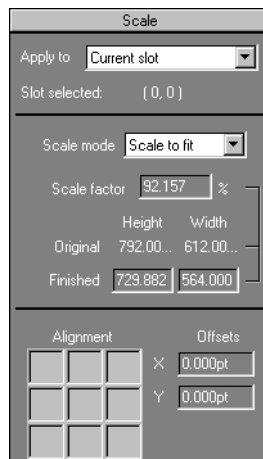 Scale
Apply to Current slot
Slot selected: ( 0, 0 )
Scale mode Scale to fit
Scale factor 92.157 %
Height Width
Original 792.00... 612.00...
Finished 729.882 564.000
Alignment Offsets
X 0.000pt
Y 0.000pt